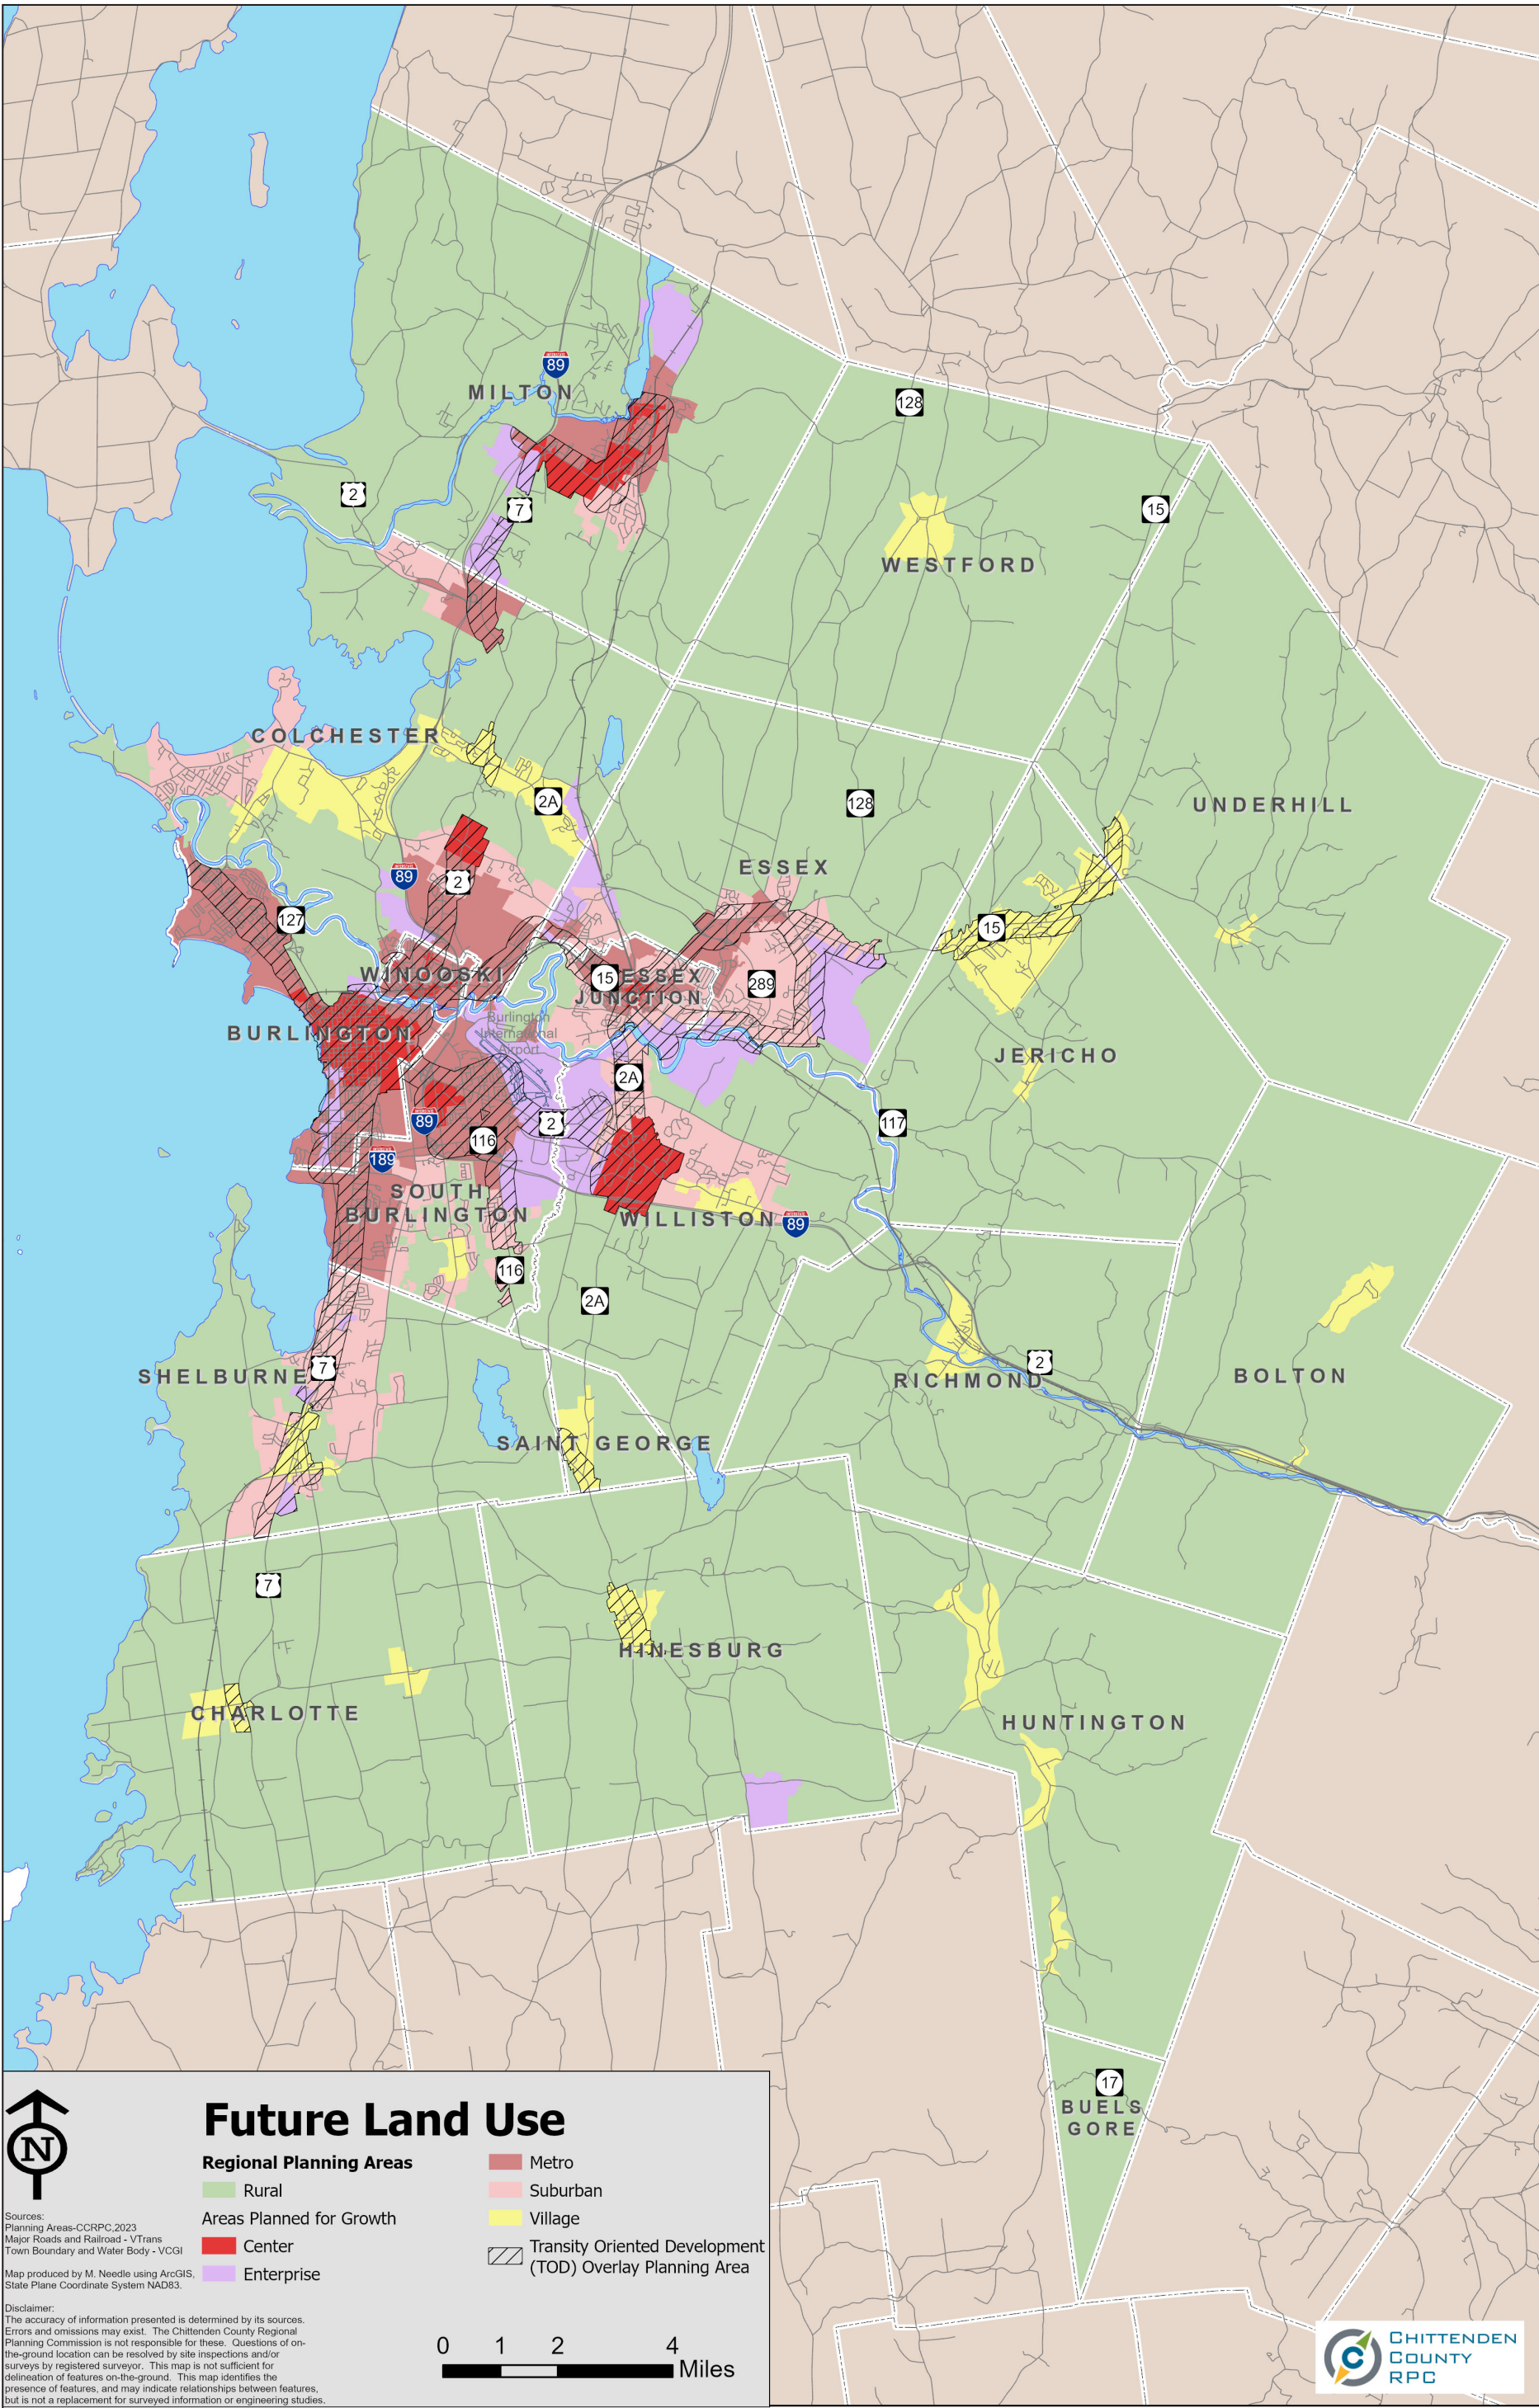 89
MILTON
128
2
7
15
WESTFORD
COLCHESTER
2A
128
UNDERHILL
ESSEX
89
2
127
15
WINOOSKI
15
ESSEX
JUNCTION
289
Burlington
International
Airport
BURLINGTON
JERICHO
2A
89
2
117
116
189
SOUTH
BURLINGTON
WILLISTON
89
116
2A
SHELBURNE
7
2
RICHMOND
BOLTON
SAINT GEORGE
7
HINESBURG
CHARLOTTE
HUNTINGTON
17
BUELS
GORE
N
Future Land Use
Regional Planning Areas
Rural
Areas Planned for Growth
Center
Enterprise
Metro
Suburban
Village
Transity Oriented Development
(TOD) Overlay Planning Area
Sources:
Planning Areas-CCRPC,2023
Major Roads and Railroad - VTrans
Town Boundary and Water Body - VCGI
Map produced by M. Needle using ArcGIS,
State Plane Coordinate System NAD83.
Disclaimer:
The accuracy of information presented is determined by its sources.
Errors and omissions may exist. The Chittenden County Regional
Planning Commission is not responsible for these. Questions of on-
the-ground location can be resolved by site inspections and/or
surveys by registered surveyor. This map is not sufficient for
delineation of features on-the-ground. This map identifies the
presence of features, and may indicate relationships between features,
but is not a replacement for surveyed information or engineering studies.
0 1 2 4
Miles
CHITTENDEN
COUNTY
RPC